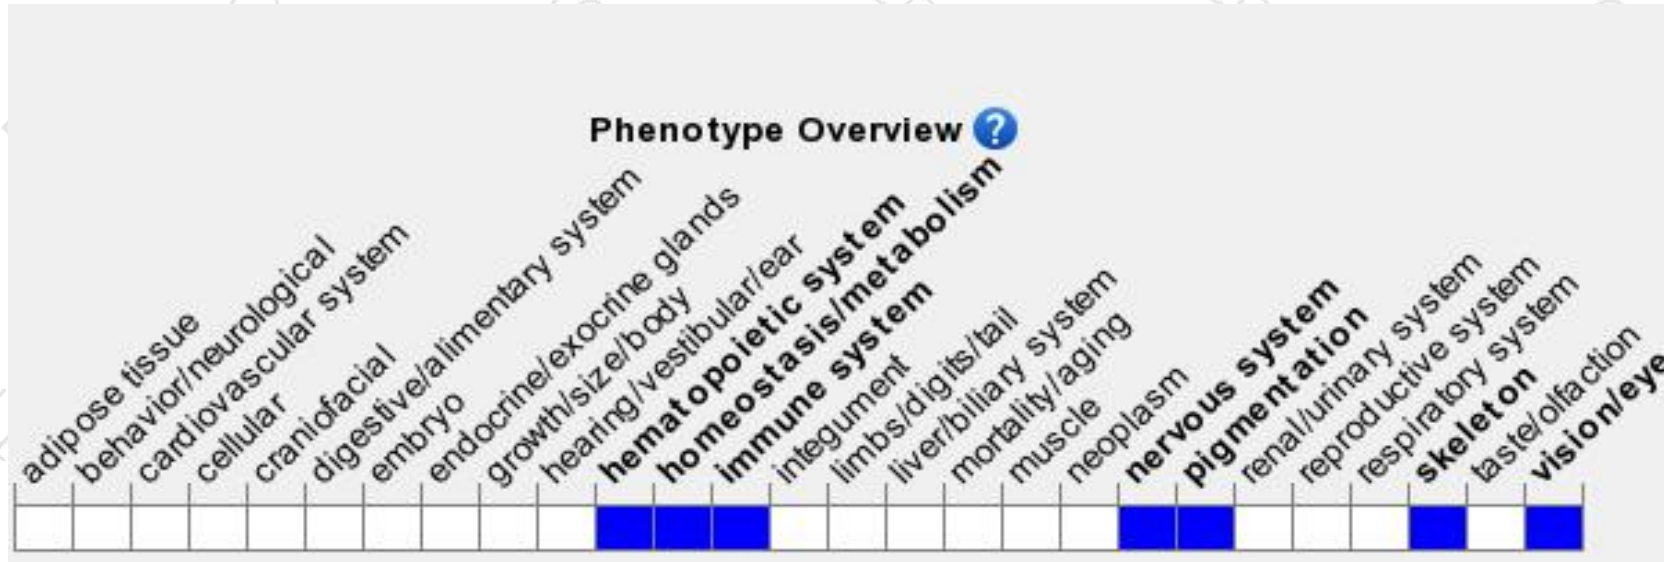 Phenotype Overview ?
adipose tissue
behavior/neurological
cardiovascular system
cellular
craniofacial
digestive/alimentary system
embryo
endocrine/exocrine glands
growth/size/body
hearing/vestibular/ear
hematopoietic system
homeostasis/metabolism
immune system
integument
limbs/digits/tail
liver/biliary system
mortality/aging
muscle
neoplasm
nervous system
pigmentation
renal/urinary system
reproductive system
respiratory system
skeleton
taste/olfaction
vision/eye